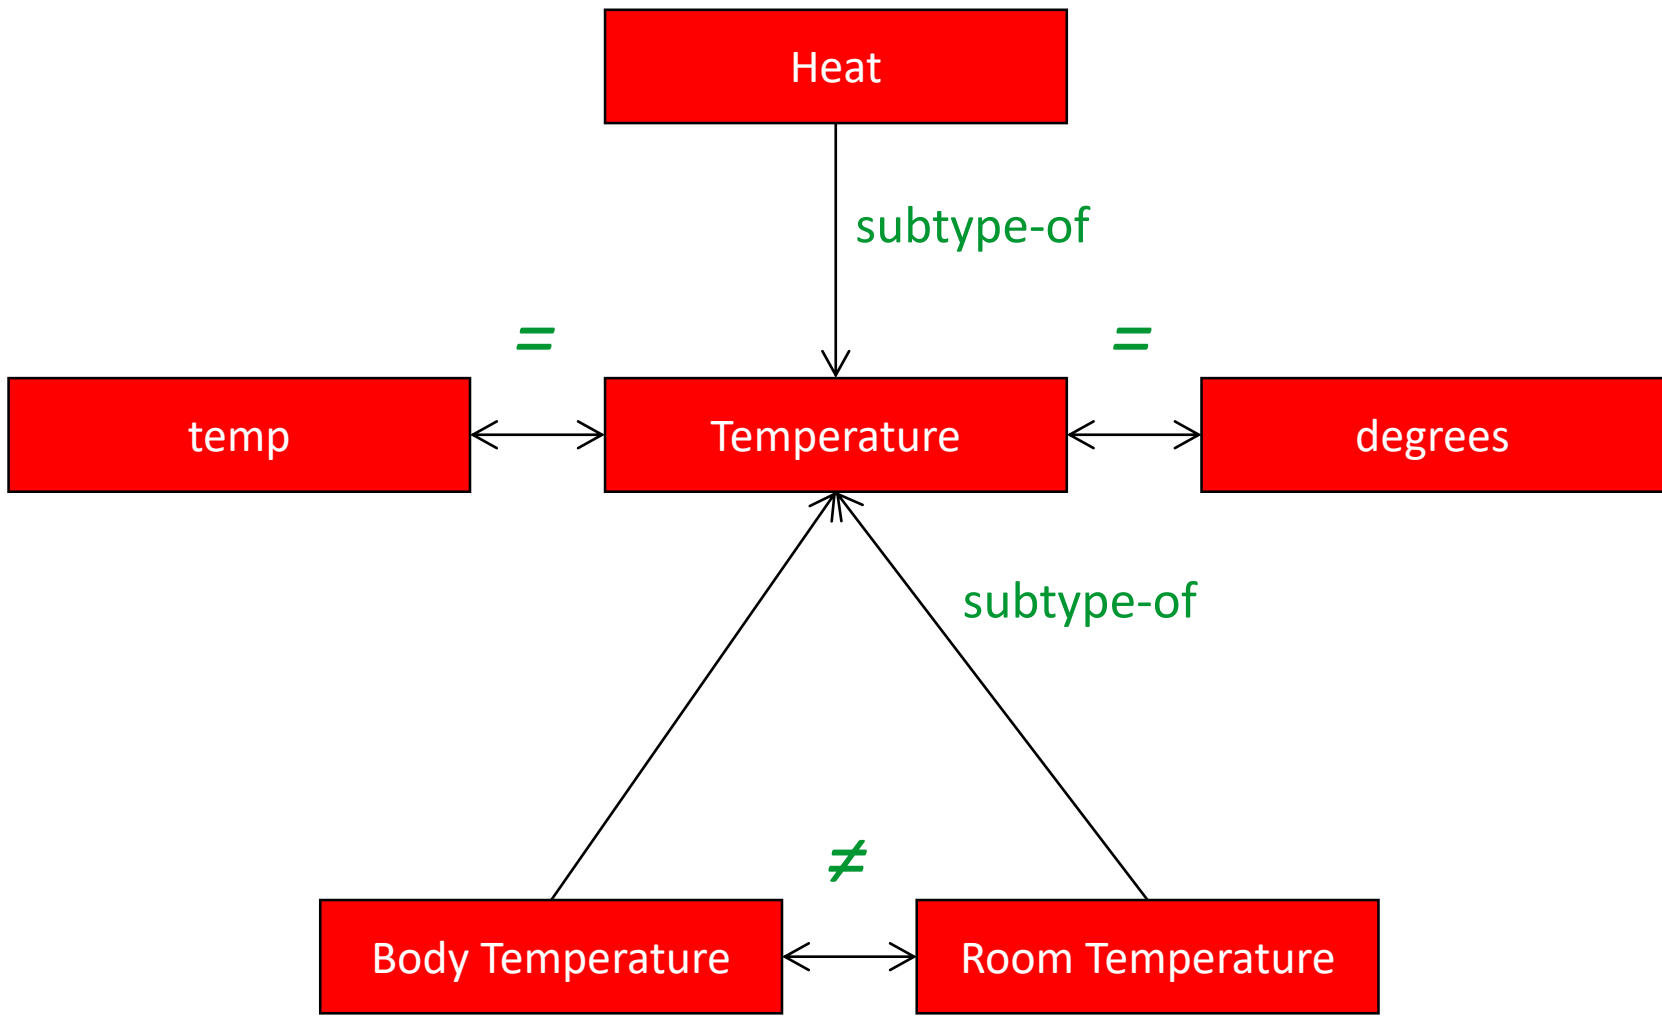 Heat
subtype-of
= =
temp Temperature degrees
subtype-of
≠
Body Temperature Room Temperature